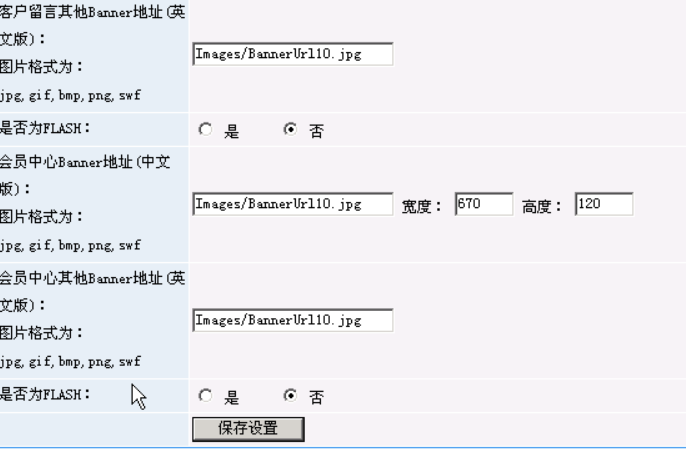 客户留言其他Banner地址(英
文版)：
图片格式为：
jpg, gif, bmp, png, swf
Images/BannerUrl10.jpg
是否为FLASH：
是 否
会员中心Banner地址(中文
版)：
图片格式为：
jpg, gif, bmp, png, swf
Images/BannerUrl10.jpg 宽度： 670 高度： 120
会员中心其他Banner地址(英
文版)：
图片格式为：
jpg, gif, bmp, png, swf
Images/BannerUrl10.jpg
是否为FLASH：
是 否
保存设置